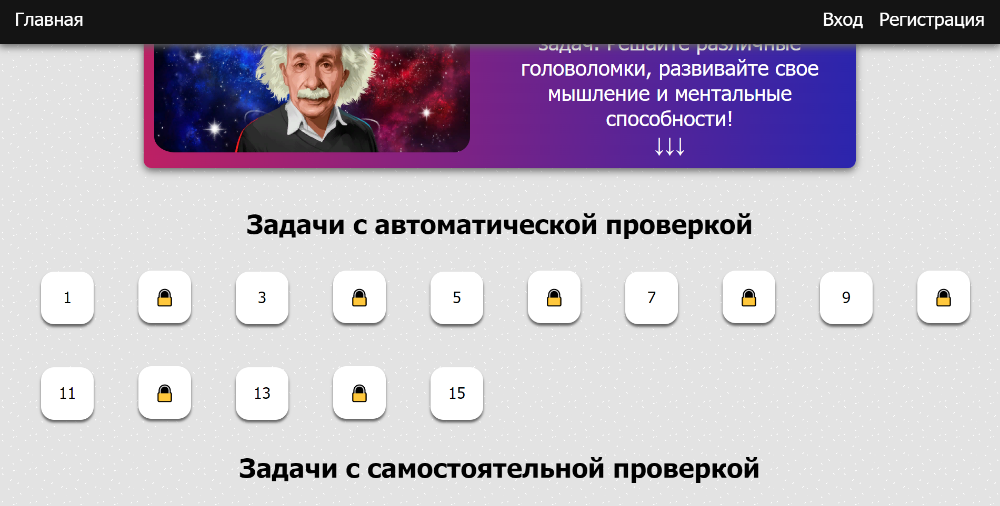 Главная Вход Регистрация
задач. Решайте различные
головоломки, развивайте свое
мышление и ментальные
способности!
↓↓↓
Задачи с автоматической проверкой
1 3 5 7 9
11 13 15
Задачи с самостоятельной проверкой